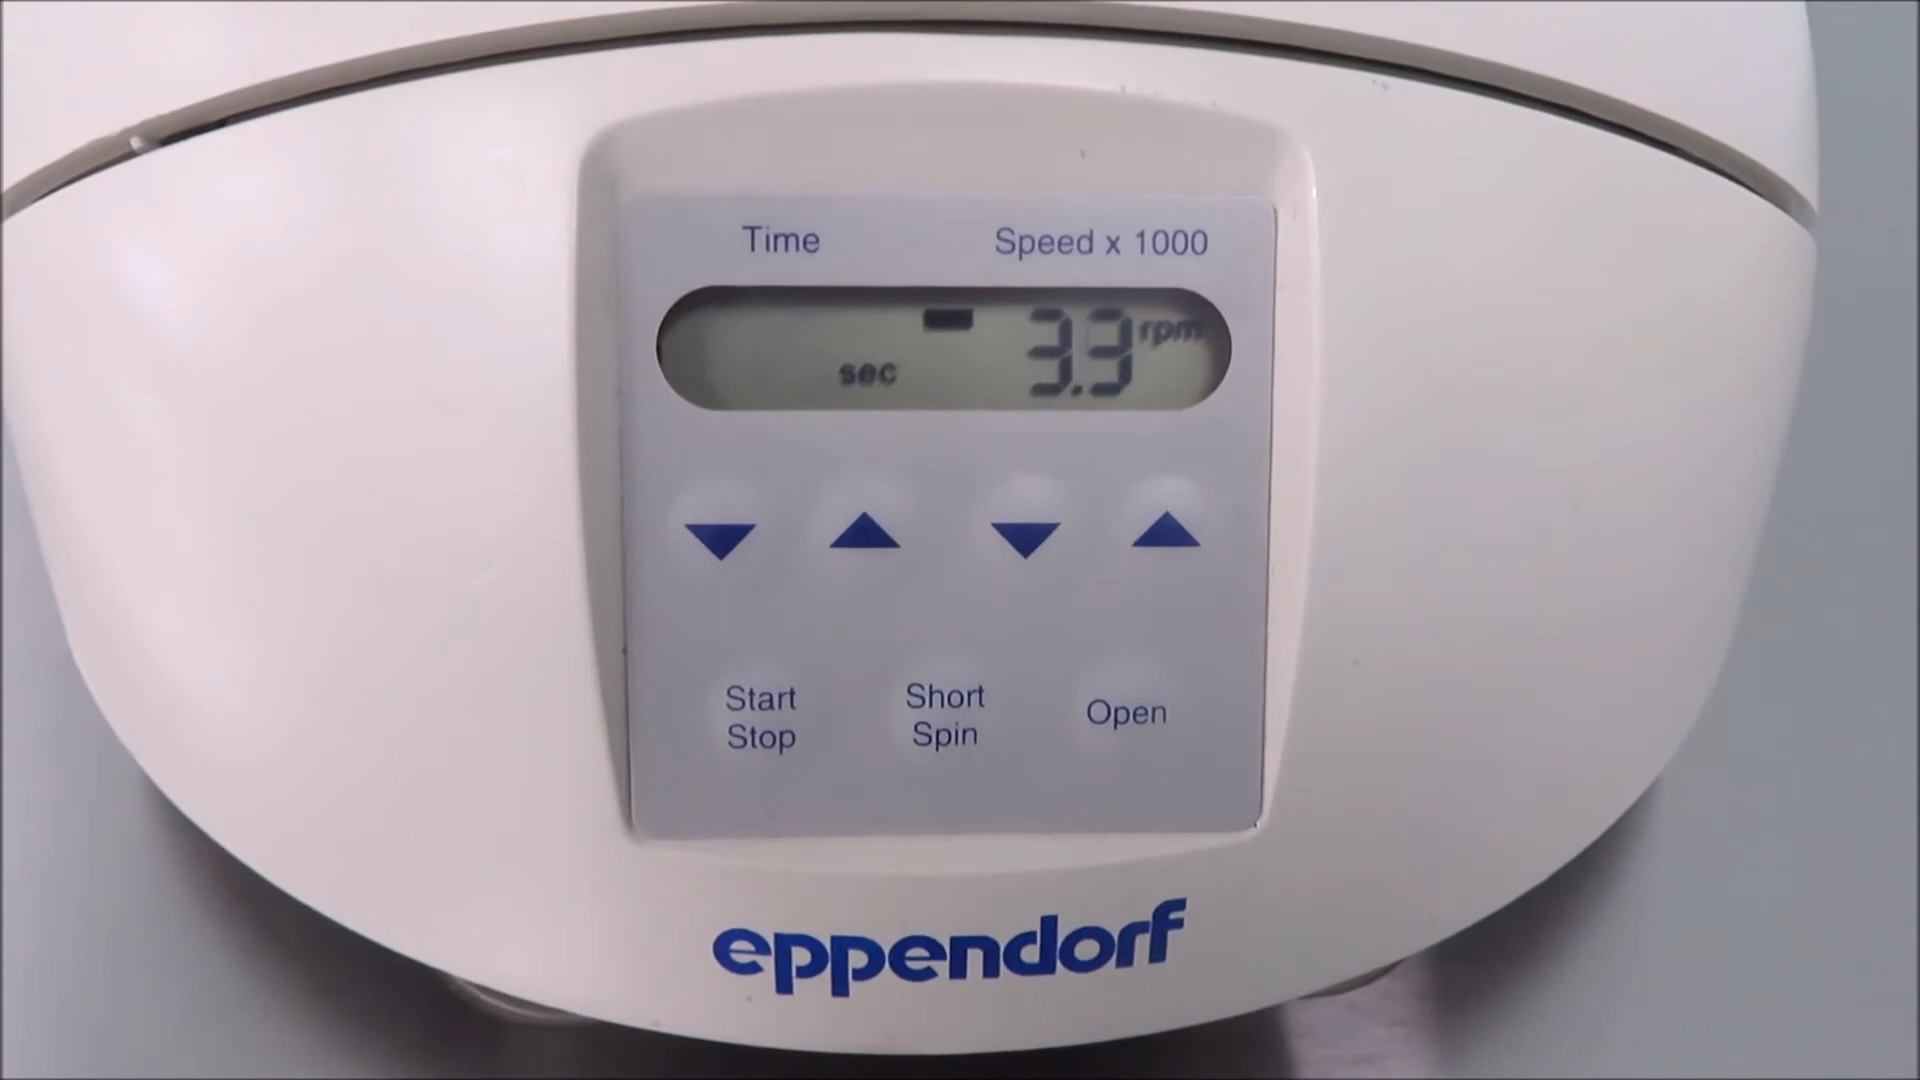 Time Speed x 1000
sec 3.3 rpm
Start Short Open
Stop Spin
eppendorf